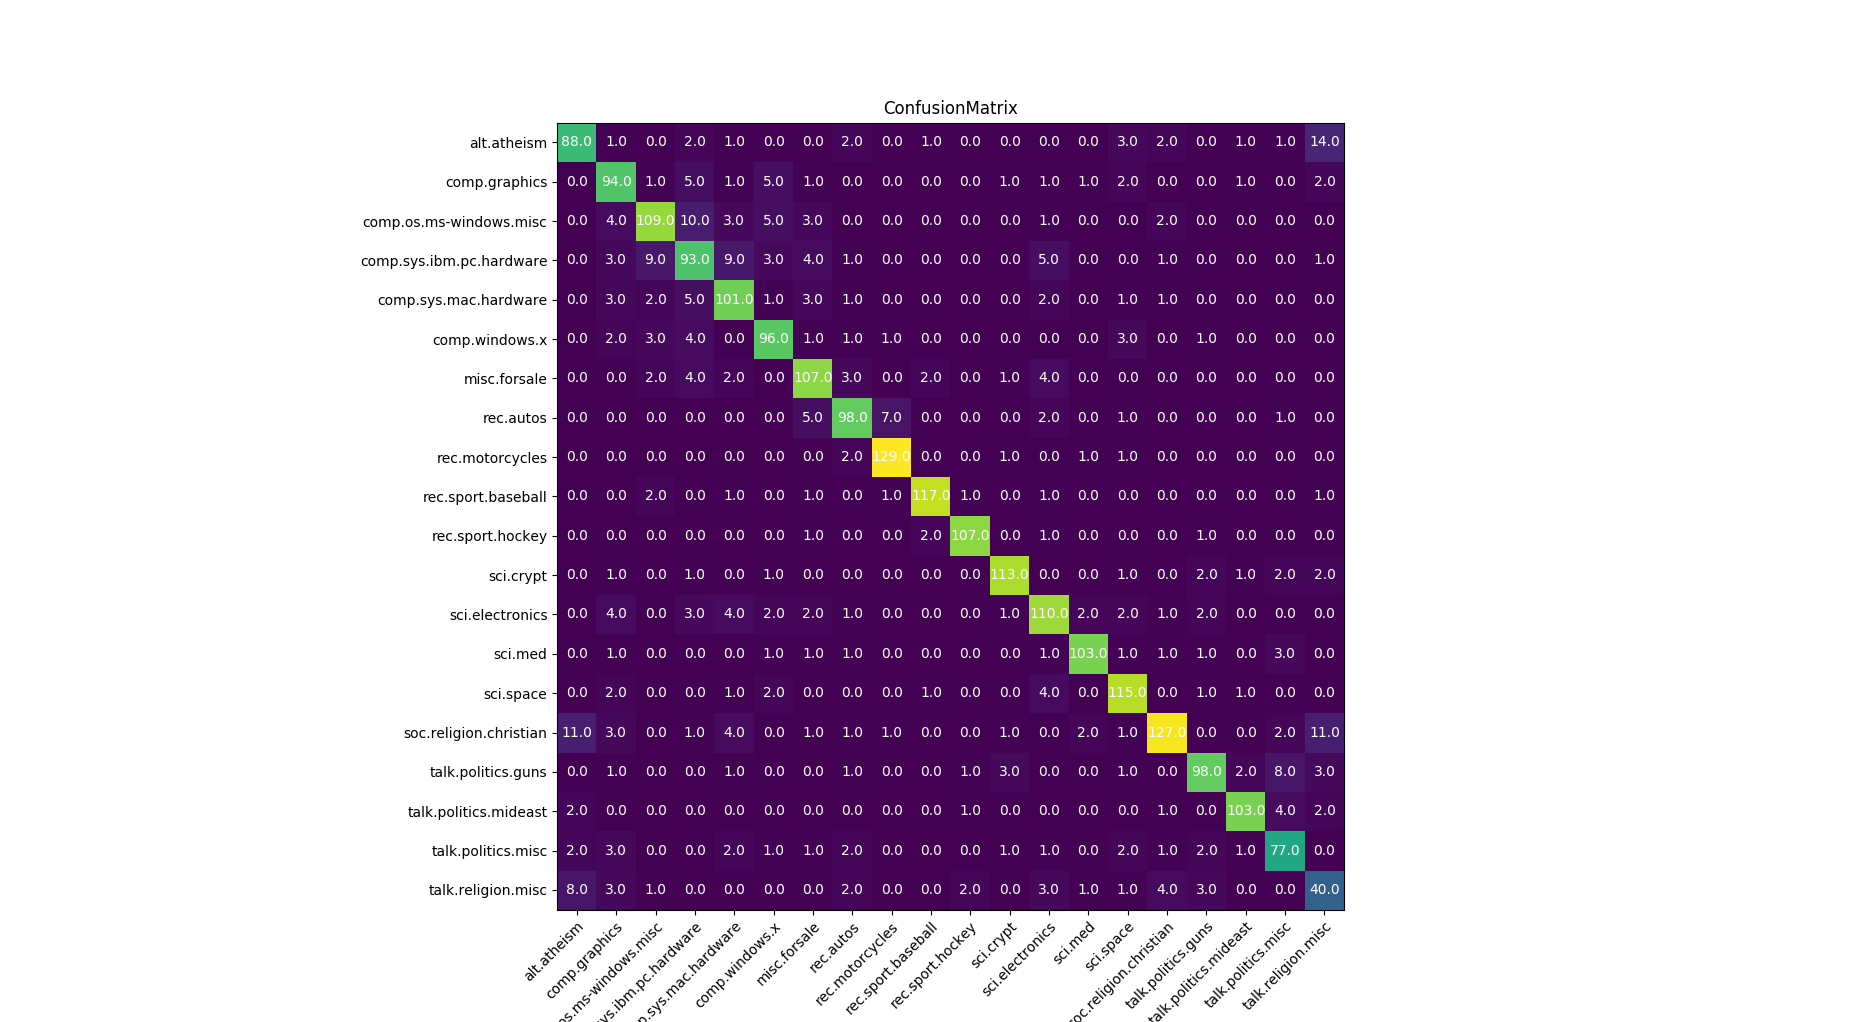 ConfusionMatrix
alt.atheism 88.0 1.0 0.0 2.0 1.0 0.0 0.0 2.0 0.0 1.0 0.0 0.0 0.0 0.0 3.0 2.0 0.0 1.0 1.0 14.0
comp.graphics 0.0 94.0 1.0 5.0 1.0 5.0 1.0 0.0 0.0 0.0 0.0 1.0 1.0 1.0 2.0 0.0 0.0 1.0 0.0 2.0
comp.os.ms-windows.misc 0.0 4.0 109.0 10.0 3.0 5.0 3.0 0.0 0.0 0.0 0.0 0.0 1.0 0.0 0.0 2.0 0.0 0.0 0.0 0.0
comp.sys.ibm.pc.hardware 0.0 3.0 9.0 93.0 9.0 3.0 4.0 1.0 0.0 0.0 0.0 0.0 5.0 0.0 0.0 1.0 0.0 0.0 0.0 1.0
comp.sys.mac.hardware 0.0 3.0 2.0 5.0 101.0 1.0 3.0 1.0 0.0 0.0 0.0 0.0 2.0 0.0 1.0 1.0 0.0 0.0 0.0 0.0
comp.windows.x 0.0 2.0 3.0 4.0 0.0 96.0 1.0 1.0 1.0 0.0 0.0 0.0 0.0 0.0 3.0 0.0 1.0 0.0 0.0 0.0
misc.forsale 0.0 0.0 2.0 4.0 2.0 0.0 107.0 3.0 0.0 2.0 0.0 1.0 4.0 0.0 0.0 0.0 0.0 0.0 0.0 0.0
rec.autos 0.0 0.0 0.0 0.0 0.0 0.0 5.0 98.0 7.0 0.0 0.0 0.0 2.0 0.0 1.0 0.0 0.0 0.0 1.0 0.0
rec.motorcycles 0.0 0.0 0.0 0.0 0.0 0.0 0.0 2.0 129.0 0.0 0.0 1.0 0.0 1.0 1.0 0.0 0.0 0.0 0.0 0.0
rec.sport.baseball 0.0 0.0 2.0 0.0 1.0 0.0 1.0 0.0 1.0 117.0 1.0 0.0 1.0 0.0 0.0 0.0 0.0 0.0 0.0 1.0
rec.sport.hockey 0.0 0.0 0.0 0.0 0.0 0.0 1.0 0.0 0.0 2.0 107.0 0.0 1.0 0.0 0.0 0.0 1.0 0.0 0.0 0.0
sci.crypt 0.0 1.0 0.0 1.0 0.0 1.0 0.0 0.0 0.0 0.0 0.0 113.0 0.0 0.0 1.0 0.0 2.0 1.0 2.0 2.0
sci.electronics 0.0 4.0 0.0 3.0 4.0 2.0 2.0 1.0 0.0 0.0 0.0 1.0 110.0 2.0 2.0 1.0 2.0 0.0 0.0 0.0
sci.med 0.0 1.0 0.0 0.0 0.0 1.0 1.0 1.0 0.0 0.0 0.0 0.0 1.0 103.0 1.0 1.0 1.0 0.0 3.0 0.0
sci.space 0.0 2.0 0.0 0.0 1.0 2.0 0.0 0.0 0.0 1.0 0.0 0.0 4.0 0.0 115.0 0.0 1.0 1.0 0.0 0.0
soc.religion.christian 11.0 3.0 0.0 1.0 4.0 0.0 1.0 1.0 1.0 0.0 0.0 1.0 0.0 2.0 1.0 127.0 0.0 0.0 2.0 11.0
talk.politics.guns 0.0 1.0 0.0 0.0 1.0 0.0 0.0 1.0 0.0 0.0 1.0 3.0 0.0 0.0 1.0 0.0 98.0 2.0 8.0 3.0
talk.politics.mideast 2.0 0.0 0.0 0.0 0.0 0.0 0.0 0.0 0.0 0.0 1.0 0.0 0.0 0.0 0.0 1.0 0.0 103.0 4.0 2.0
talk.politics.misc 2.0 3.0 0.0 0.0 2.0 1.0 1.0 2.0 0.0 0.0 0.0 1.0 1.0 0.0 2.0 1.0 2.0 1.0 77.0 0.0
talk.religion.misc 8.0 3.0 1.0 0.0 0.0 0.0 0.0 2.0 0.0 0.0 2.0 0.0 3.0 1.0 1.0 4.0 3.0 0.0 0.0 40.0
alt.atheism
comp.graphics
os.ms-windows.misc
sys.ibm.pc.hardware
p.sys.mac.hardware
comp.windows.x
misc.forsale
rec.autos
rec.motorcycles
rec.sport.baseball
rec.sport.hockey
sci.crypt
sci.electronics
sci.med
sci.space
soc.religion.christian
talk.politics.guns
talk.politics.mideast
talk.politics.misc
talk.religion.misc